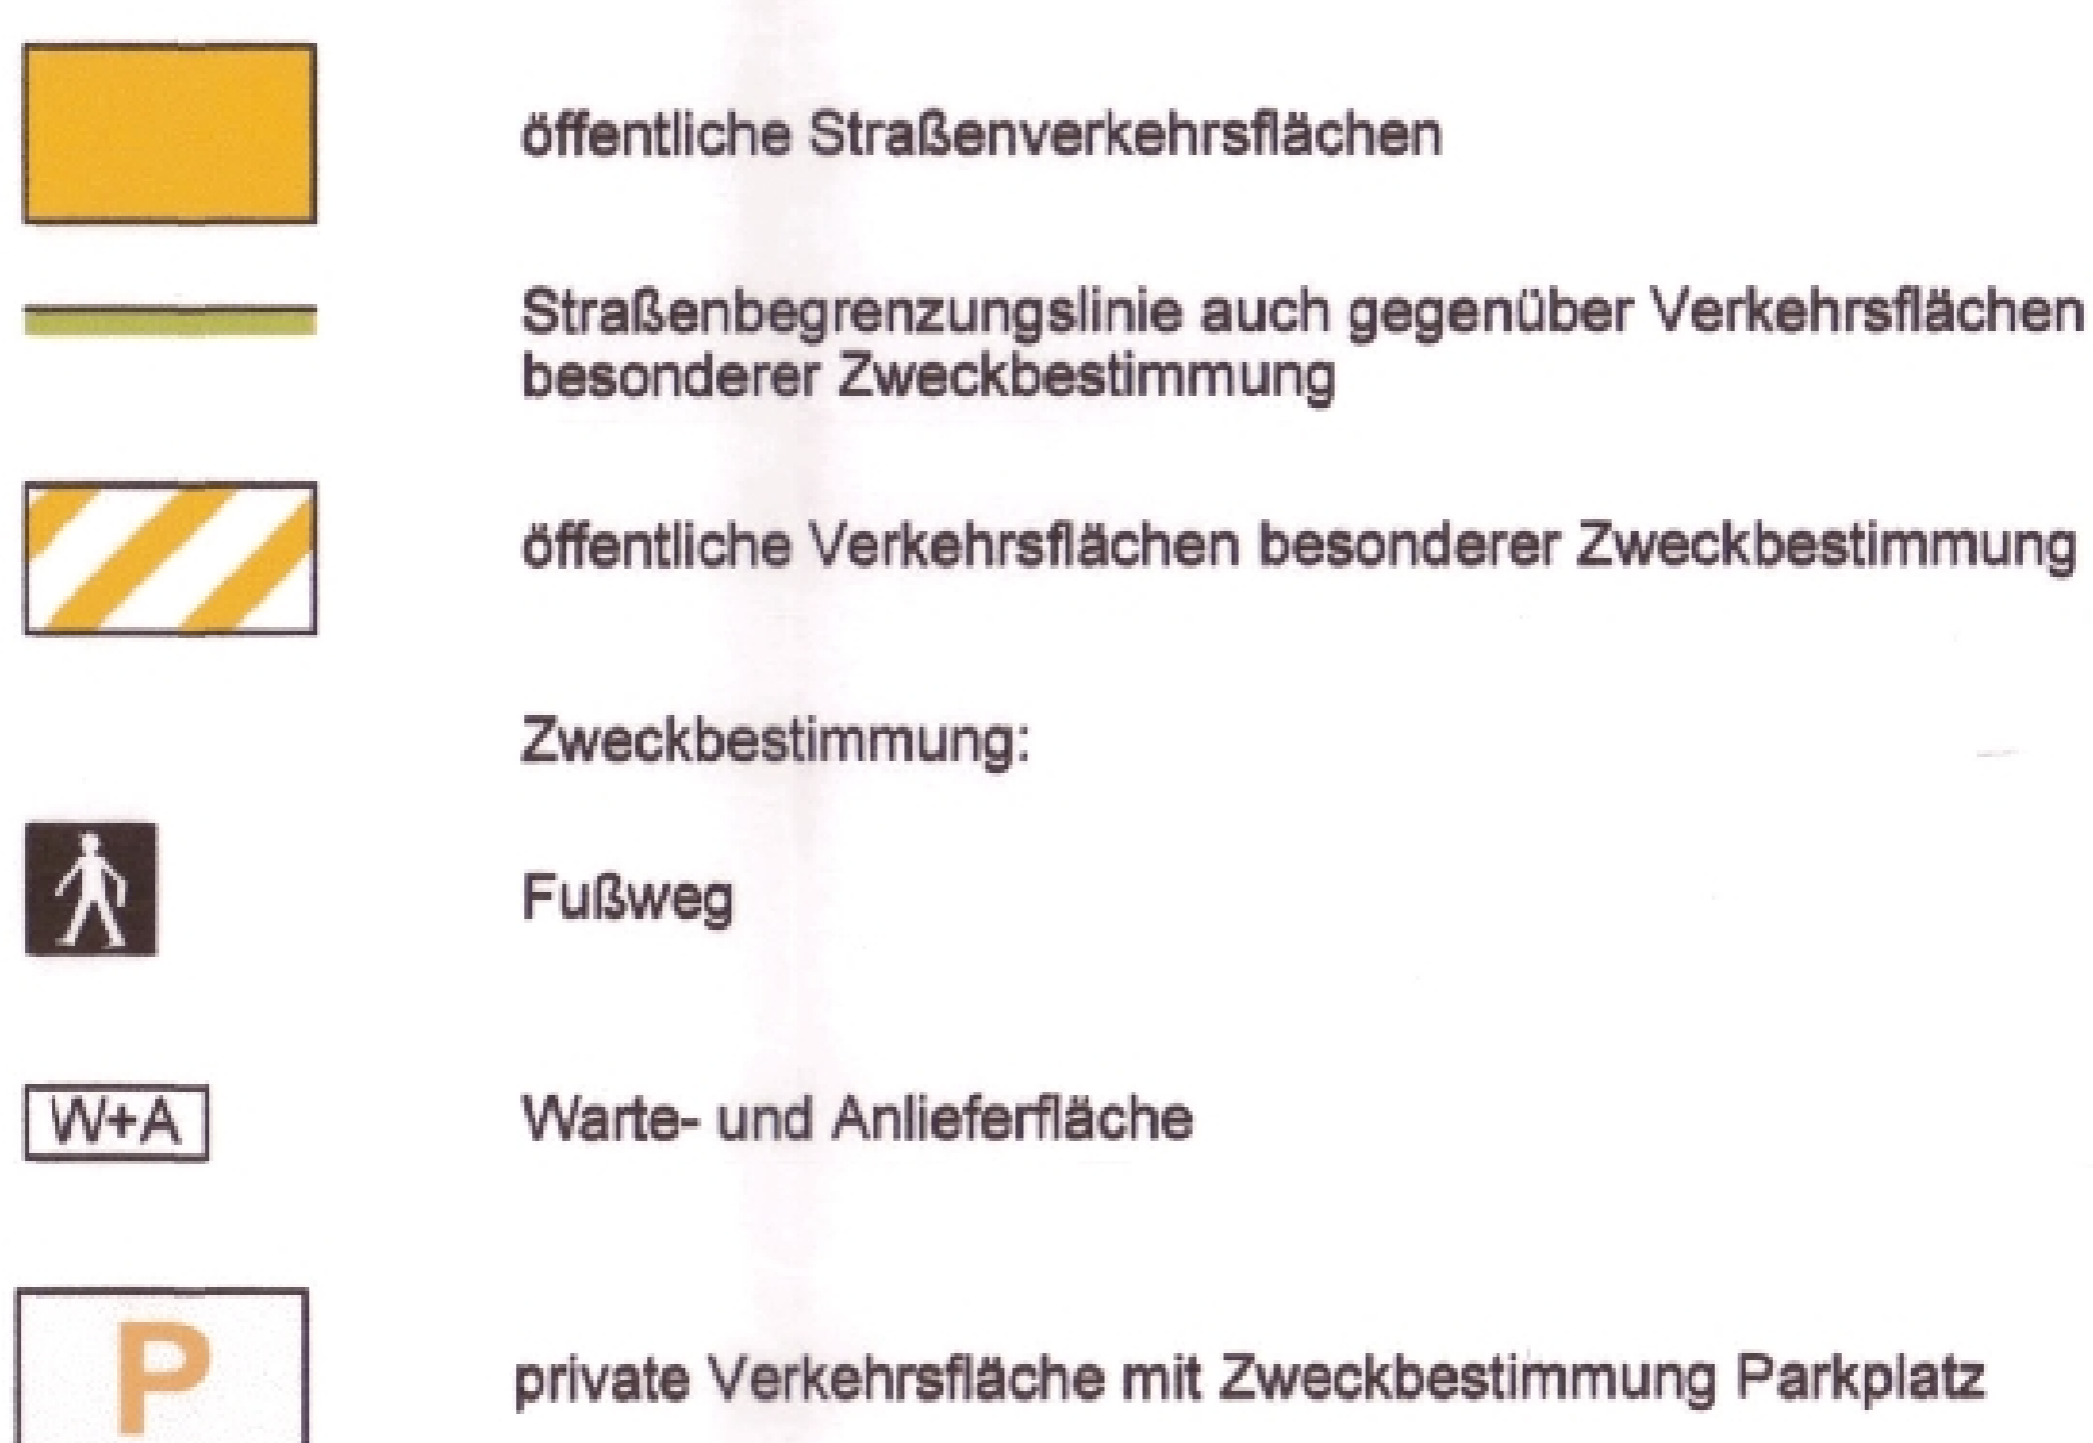 öffentliche Straßenverkehrsflächen
Straßenbegrenzungslinie auch gegenüber Verkehrsflächen
besonderer Zweckbestimmung
öffentliche Verkehrsflächen besonderer Zweckbestimmung
Zweckbestimmung:
Fußweg
W+A Warte- und Anlieferfläche
P private Verkehrsfläche mit Zweckbestimmung Parkplatz